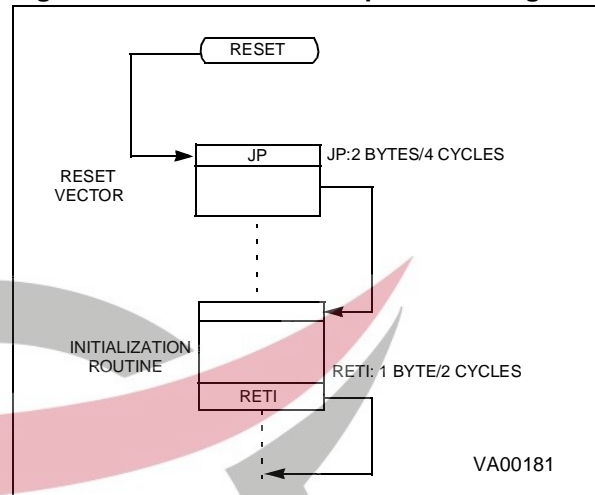 RESET
JP
JP:2 BYTES/4 CYCLES
RESET
VECTOR
INITIALIZATION
ROUTINE
RETI: 1 BYTE/2 CYCLES
RETI
VA00181